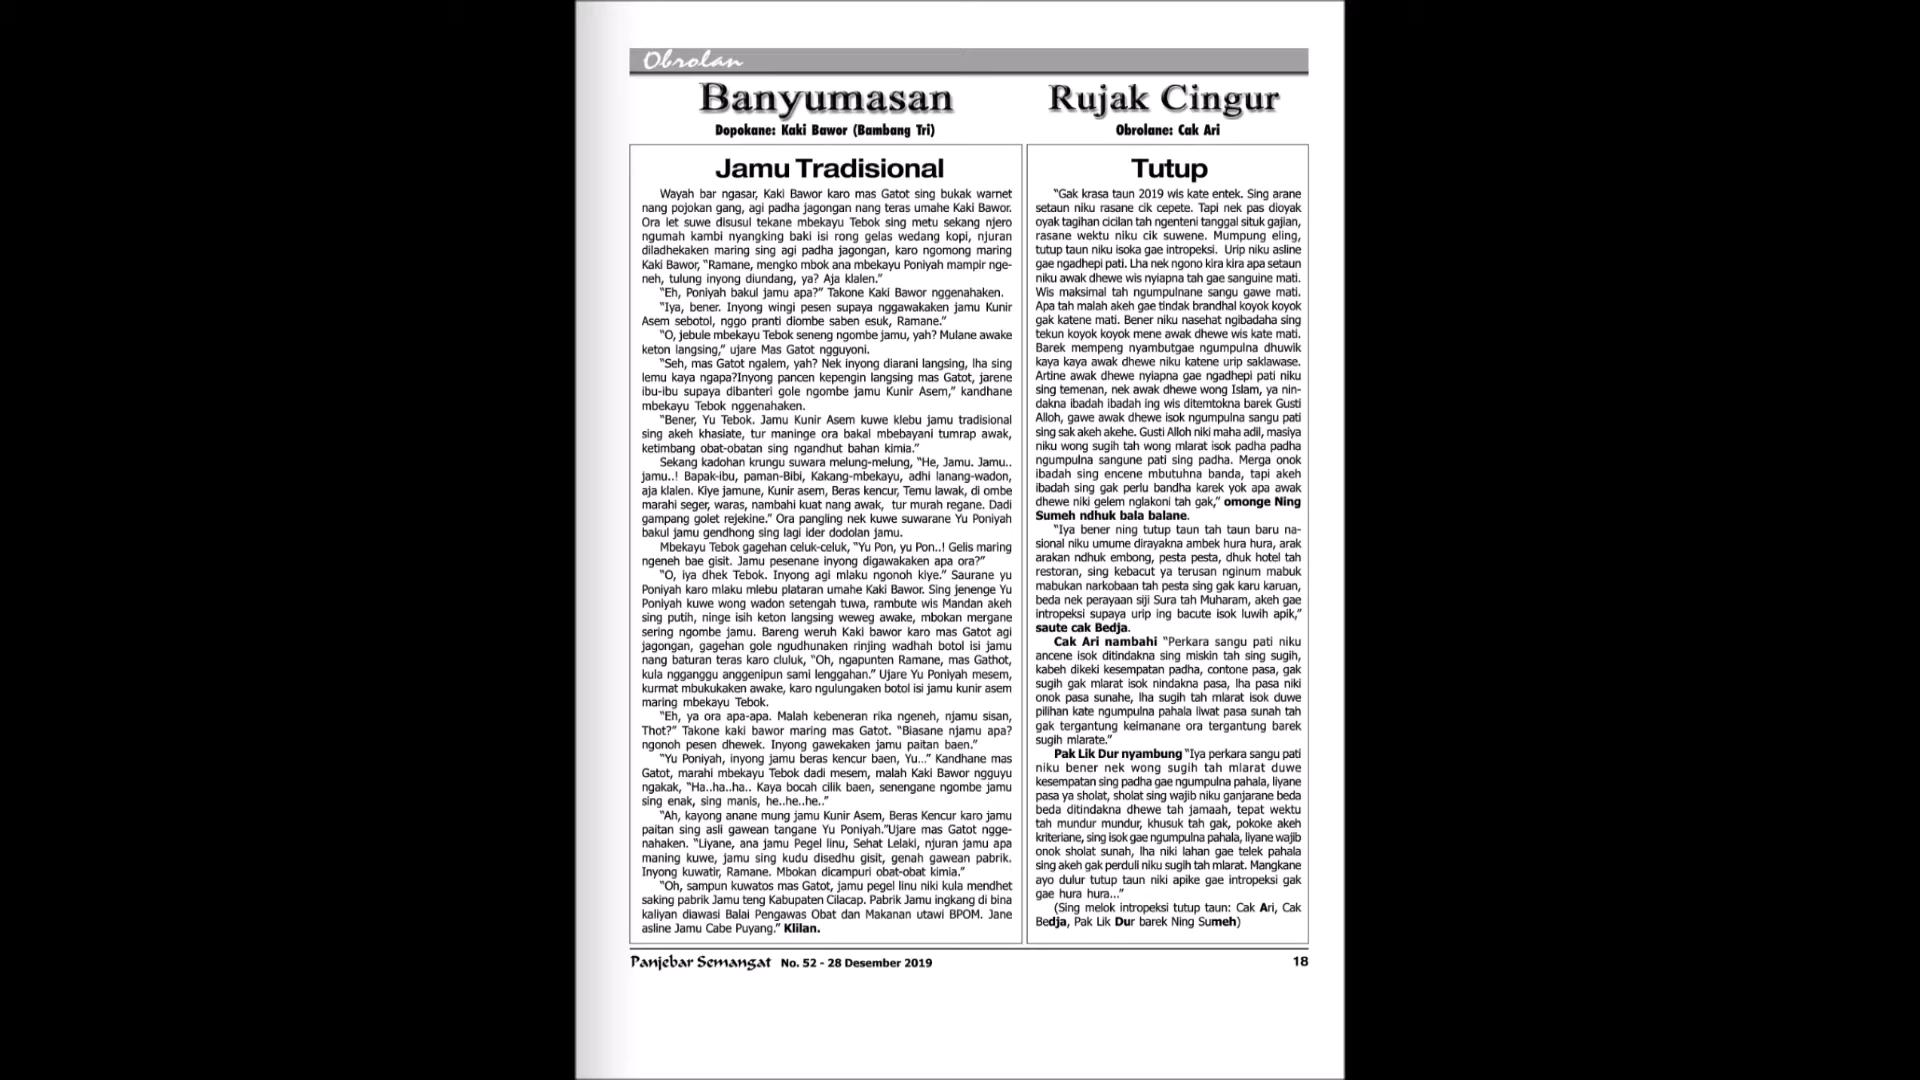 Obrolan
Banyumasan
Dopokane: Kaki Bawor (Bambang Tri)
Jamu Tradisional
Wayah bar ngasar, Kaki Bawor karo mas Gatot sing bukak warnet
nang pojokan gang, agi padha jagongan nang teras umahe Kaki Bawor.
Ora let suwe disusul tekane mbekayu Tebok sing metu sekang njero
ngumah kambi nyangking baki isi rong gelas wedang kopi, njuran
diladhekaken maring sing agi padha jagongan, karo ngomong maring
Kaki Bawor, “Ramane, mengko mbok ana mbekayu Poniyah mampir nge-
neh, tulung inyong diundang, ya? Aja klalen.”
“Eh, Poniyah bakul jamu apa?” Takone Kaki Bawor nggenahaken.
“Iya, bener. Inyong wingi pesen supaya nggawakaken jamu Kunir
Asem sebotol, nggo pranti diombe saben esuk, Ramane.”
“O, jebule mbekayu Tebok seneng ngombe jamu, yah? Mulane awake
keton langsing,” ujare Mas Gatot ngguyoni.
“Seh, mas Gatot ngalem, yah? Nek inyong diarani langsing, lha sing
lemu kaya ngapa?Inyong pancen kepengin langsing mas Gatot, jarene
ibu-ibu supaya dibanteri gole ngombe jamu Kunir Asem,” kandhane
mbekayu Tebok nggenahaken.
“Bener, Yu Tebok. Jamu Kunir Asem kuwe klebu jamu tradisional
sing akeh khasiate, tur maninge ora bakal mbebayani tumrap awak,
ketimbang obat-obatan sing ngandhut bahan kimia.”
Sekang kadohan krungu suwara melung-melung, “He, Jamu. Jamu..
jamu..! Bapak-ibu, paman-Bibi, Kakang-mbekayu, adhi lanang-wadon,
aja klalen. Kiye jamune, Kunir asem, Beras kencur, Temu lawak, di ombe
marahi seger, waras, nambahi kuat nang awak, tur murah regane. Dadi
gampang golet rejekine.” Ora pangling nek kuwe suwarane Yu Poniyah
bakul jamu gendhong sing lagi ider dodolan jamu.
Mbekayu Tebok gagehan celuk-celuk, “Yu Pon, yu Pon..! Gelis maring
ngeneh bae gisit. Jamu pesenane inyong digawakaken apa ora?”
“O, iya dhek Tebok. Inyong agi mlaku ngonoh kiye.” Saurane yu
Poniyah karo mlaku mlebu plataran umahe Kaki Bawor. Sing jenenge Yu
Poniyah kuwe wong wadon setengah tuwa, rambute wis Mandan akeh
sing putih, ninge isih keton langsing weweg awake, mbokan mergane
sering ngombe jamu. Bareng weruh Kaki bawor karo mas Gatot agi
jagongan, gagehan gole ngudhunaken rinjing wadhah botol isi jamu
nang baturan teras karo cluluk, “Oh, ngapunten Ramane, mas Gathot,
kula ngganggu anggenipun sami lenggahan.” Ujare Yu Poniyah mesem,
kurmat mbukukaken awake, karo ngulungaken botol isi jamu kunir asem
maring mbekayu Tebok.
“Eh, ya ora apa-apa. Malah kebeneran rika ngeneh, njamu sisan,
Thot?” Takone kaki bawor maring mas Gatot. “Biasane njamu apa?
ngonoh pesen dhewek. Inyong gawekaken jamu paitan baen.”
“Yu Poniyah, inyong jamu beras kencur baen, Yu...” Kandhane mas
Gatot, marahi mbekayu Tebok dadi mesem, malah Kaki Bawor ngguyu
ngakak, “Ha..ha..ha.. Kaya bocah cilik baen, senengane ngombe jamu
sing enak, sing manis, he..he..he..”
“Ah, kayong anane mung jamu Kunir Asem, Beras Kencur karo jamu
paitan sing asli gawean tangane Yu Poniyah.”Ujare mas Gatot ngge-
nahaken. “Liyane, ana jamu Pegel linu, Sehat Lelaki, njuran jamu apa
maning kuwe, jamu sing kudu disedhu gisit, genah gawean pabrik.
Inyong kuwatir, Ramane. Mbokan dicampuri obat-obat kimia.”
“Oh, sampun kuwatos mas Gatot, jamu pegel linu niki kula mendhet
saking pabrik Jamu teng Kabupaten Cilacap. Pabrik Jamu ingkang di bina
kaliyan diawasi Balai Pengawas Obat dan Makanan utawi BPOM. Jane
asline Jamu Cabe Puyang.” Klilan.
Rujak Cingur
Obrolane: Cak Ari
Tutup
“Gak krasa taun 2019 wis kate entek. Sing arane
setaun niku rasane cik cepete. Tapi nek pas dioyak
oyak tagihan cicilan tah ngenteni tanggal situk gajian,
rasane wektu niku cik suwene. Mumpung eling,
tutup taun niku isoka gae intropeksi. Urip niku asline
gae ngadhepi pati. Lha nek ngono kira kira apa setaun
niku awak dhewe wis nyiapna tah gae sanguine mati.
Wis maksimal tah ngumpulnane sangu gawe mati.
Apa tah malah akeh gae tindak brandhal koyok koyok
gak katene mati. Bener niku nasehat ngibadaha sing
tekun koyok koyok mene awak dhewe wis kate mati.
Barek mempeng nyambutgae ngumpulna dhuwik
kaya kaya awak dhewe niku katene urip saklawase.
Artine awak dhewe nyiapna gae ngadhepi pati niku
sing temenan, nek awak dhewe wong Islam, ya nin-
dakna ibadah ibadah ing wis ditemtokna barek Gusti
Alloh, gawe awak dhewe isok ngumpulna sangu pati
sing sak akeh akehe. Gusti Alloh niki maha adil, masiya
niku wong sugih tah wong mlarat isok padha padha
ngumpulna sangune pati sing padha. Merga onok
ibadah sing encene mbutuhna banda, tapi akeh
ibadah sing gak perlu bandha karek yok apa awak
dhewe niki gelem nglakoni tah gak,” omonge Ning
Sumeh ndhuk bala balane.
“Iya bener ning tutup taun tah taun baru na-
sional niku umume dirayakna ambek hura hura, arak
arakan ndhuk embong, pesta pesta, dhuk hotel tah
restoran, sing kebacut ya terusan nginum mabuk
mabukan narkobaan tah pesta sing gak karu karuan,
beda nek perayaan siji Sura tah Muharam, akeh gae
intropeksi supaya urip ing bacute isok luwih apik,”
saute cak Bedja.
Cak Ari nambahi “Perkara sangu pati niku
ancene isok ditindakna sing miskin tah sing sugih,
kabeh dikeki kesempatan padha, contone pasa, gak
sugih gak mlarat isok nindakna pasa, lha pasa niki
onok pasa sunahe, lha sugih tah mlarat isok duwe
pilihan kate ngumpulna pahala liwat pasa sunah tah
gak tergantung keimanane ora tergantung barek
sugih mlarate.”
Pak Lik Dur nyambung “Iya perkara sangu pati
niku bener nek wong sugih tah mlarat duwe
kesempatan sing padha gae ngumpulna pahala, liyane
pasa ya sholat, sholat sing wajib niku ganjarane beda
beda ditindakna dhewe tah jamaah, tepat wektu
tah mundur mundur, khusuk tah gak, pokoke akeh
kriteriane, sing isok gae ngumpulna pahala, liyane wajib
onok sholat sunah, lha niki lahan gae telek pahala
sing akeh gak perduli niku sugih tah mlarat. Mangkane
ayo dulur tutup taun niki apike gae intropeksi gak
gae hura hura...”
(Sing melok intropeksi tutup taun: Cak Ari, Cak
Bedja, Pak Lik Dur barek Ning Sumeh)
Panjebar Semangat No. 52 - 28 Desember 2019
18